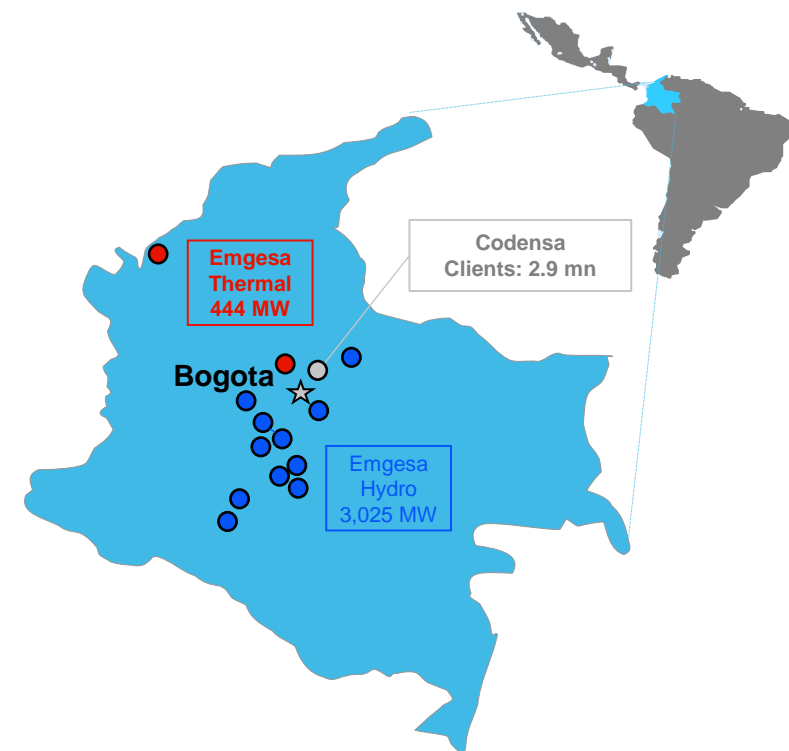 Codensa
Clients: 2.9 mn
Emgesa
Thermal
444 MW
Bogota
Emgesa
Hydro
3,025 MW